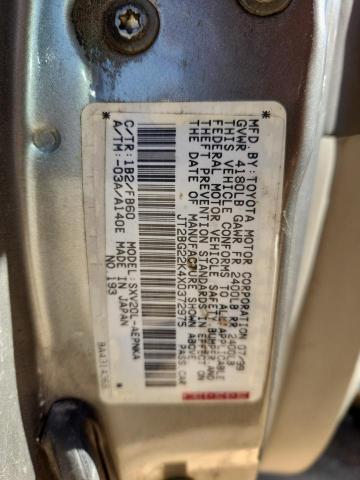 MFD.BY:TOYOTA MOTOR CORPORATION 07/99
GVWR 4180LB GAWR FR 2400LB RR 2400LB
THIS VEHICLE CONFORMS TO ALL APPLICABLE
FEDERAL MOTOR VEHICLE SAFETY, BUMPER AND
THEFT PREVENTION STANDARDS IN EFFECT ON
THE DATE OF MANUFACTURE SHOWN ABOVE.
*JT2BG22K4X0372975* PASS.CAR
C/TR:1B2/FB60 MODEL:SXV20L-AEPNKA
A/TM:-03A/A140E MADE IN JAPAN
NO 193